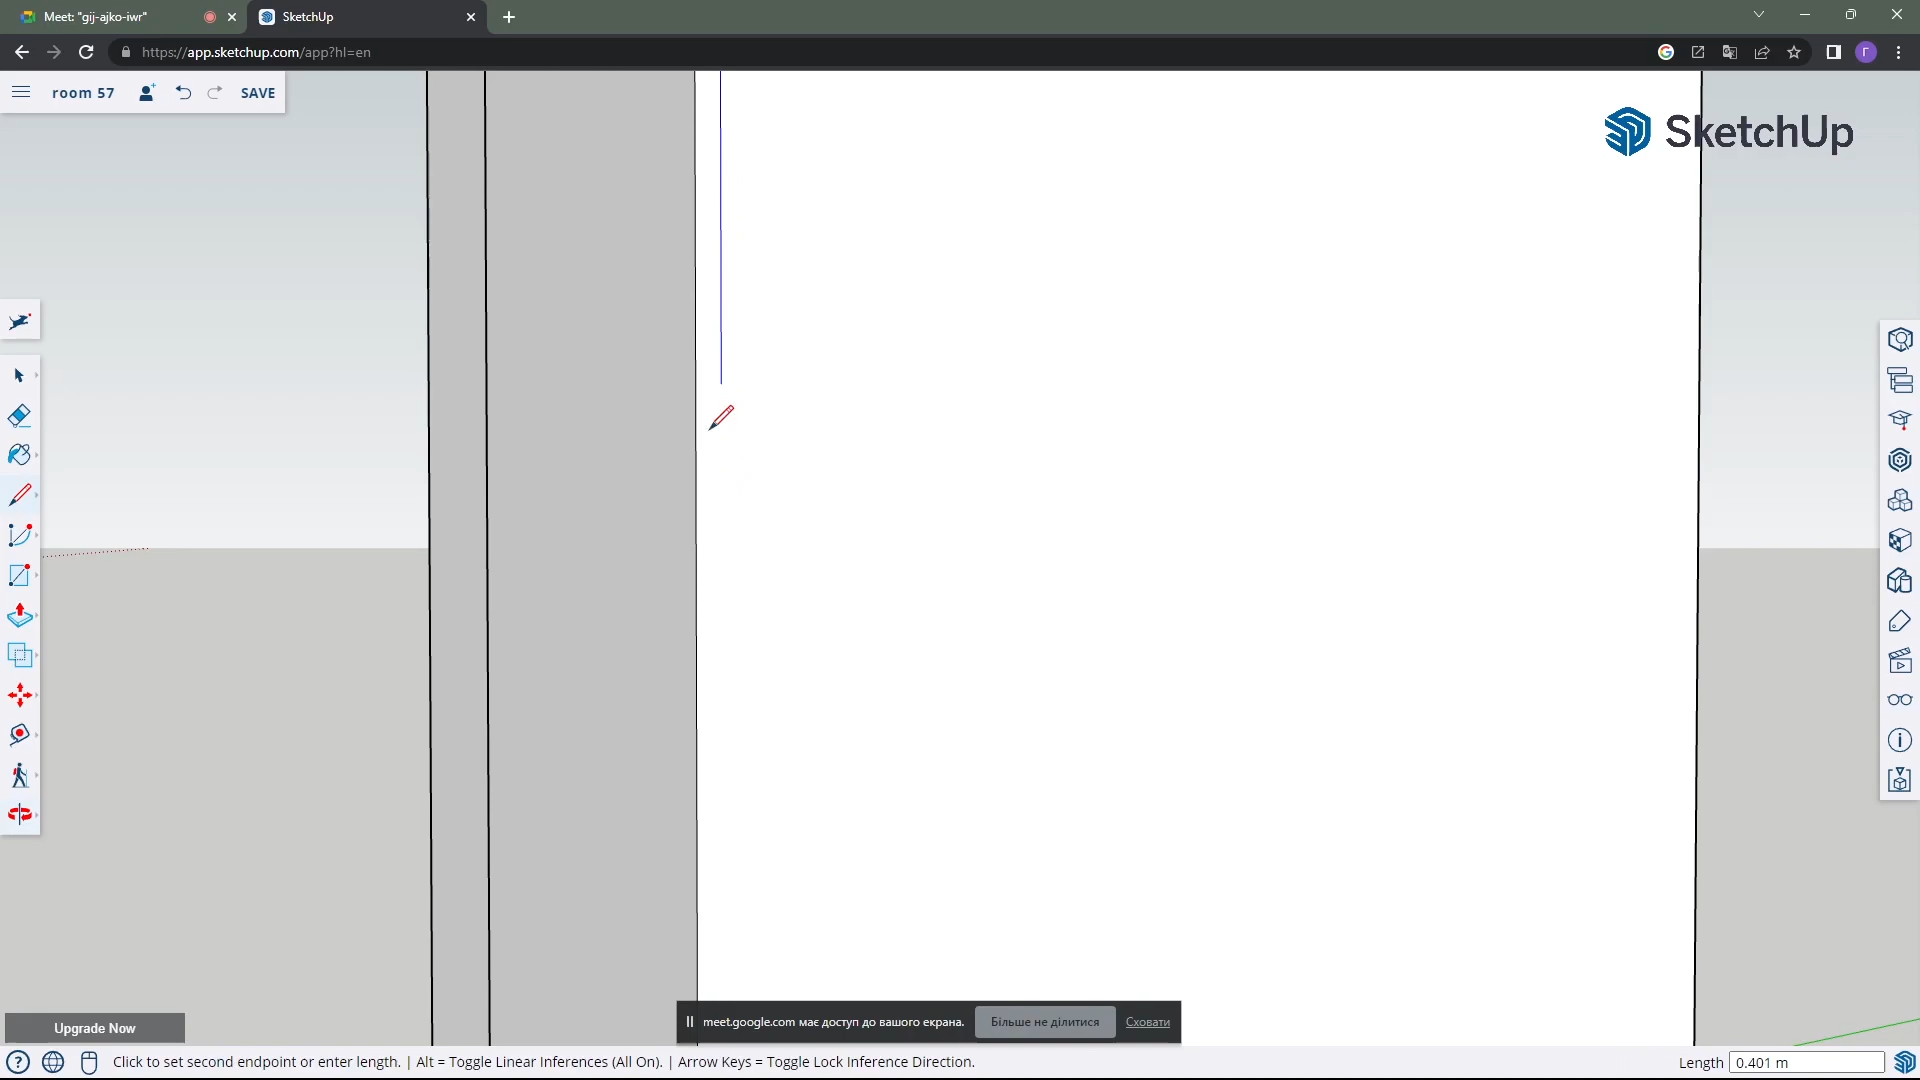 Meet: "gij-ajko-iwr"
SketchUp
https://app.sketchup.com/app?hl=en
Г
room 57
SAVE
SketchUp
Upgrade Now
meet.google.com має доступ до вашого екрана.
Більше не ділитися
Сховати
Click to set second endpoint or enter length. | Alt = Toggle Linear Inferences (All On). | Arrow Keys = Toggle Lock Inference Direction.
Length 0.401 m